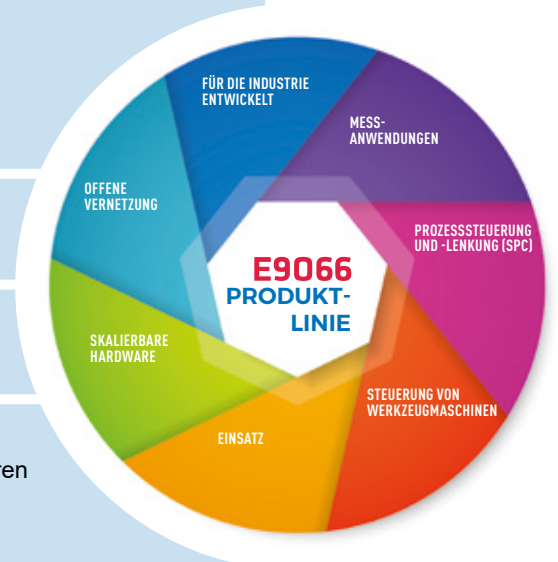 FÜR DIE INDUSTRIE
ENTWICKELT
MESS-
ANWENDUNGEN
OFFENE
VERNETZUNG
PROZESSSTEUERUNG
UND -LENKUNG (SPC)
E9066
PRODUKT-
LINIE
SKALIERBARE
HARDWARE
STEUERUNG VON
WERKZEUGMASCHINEN
EINSATZ